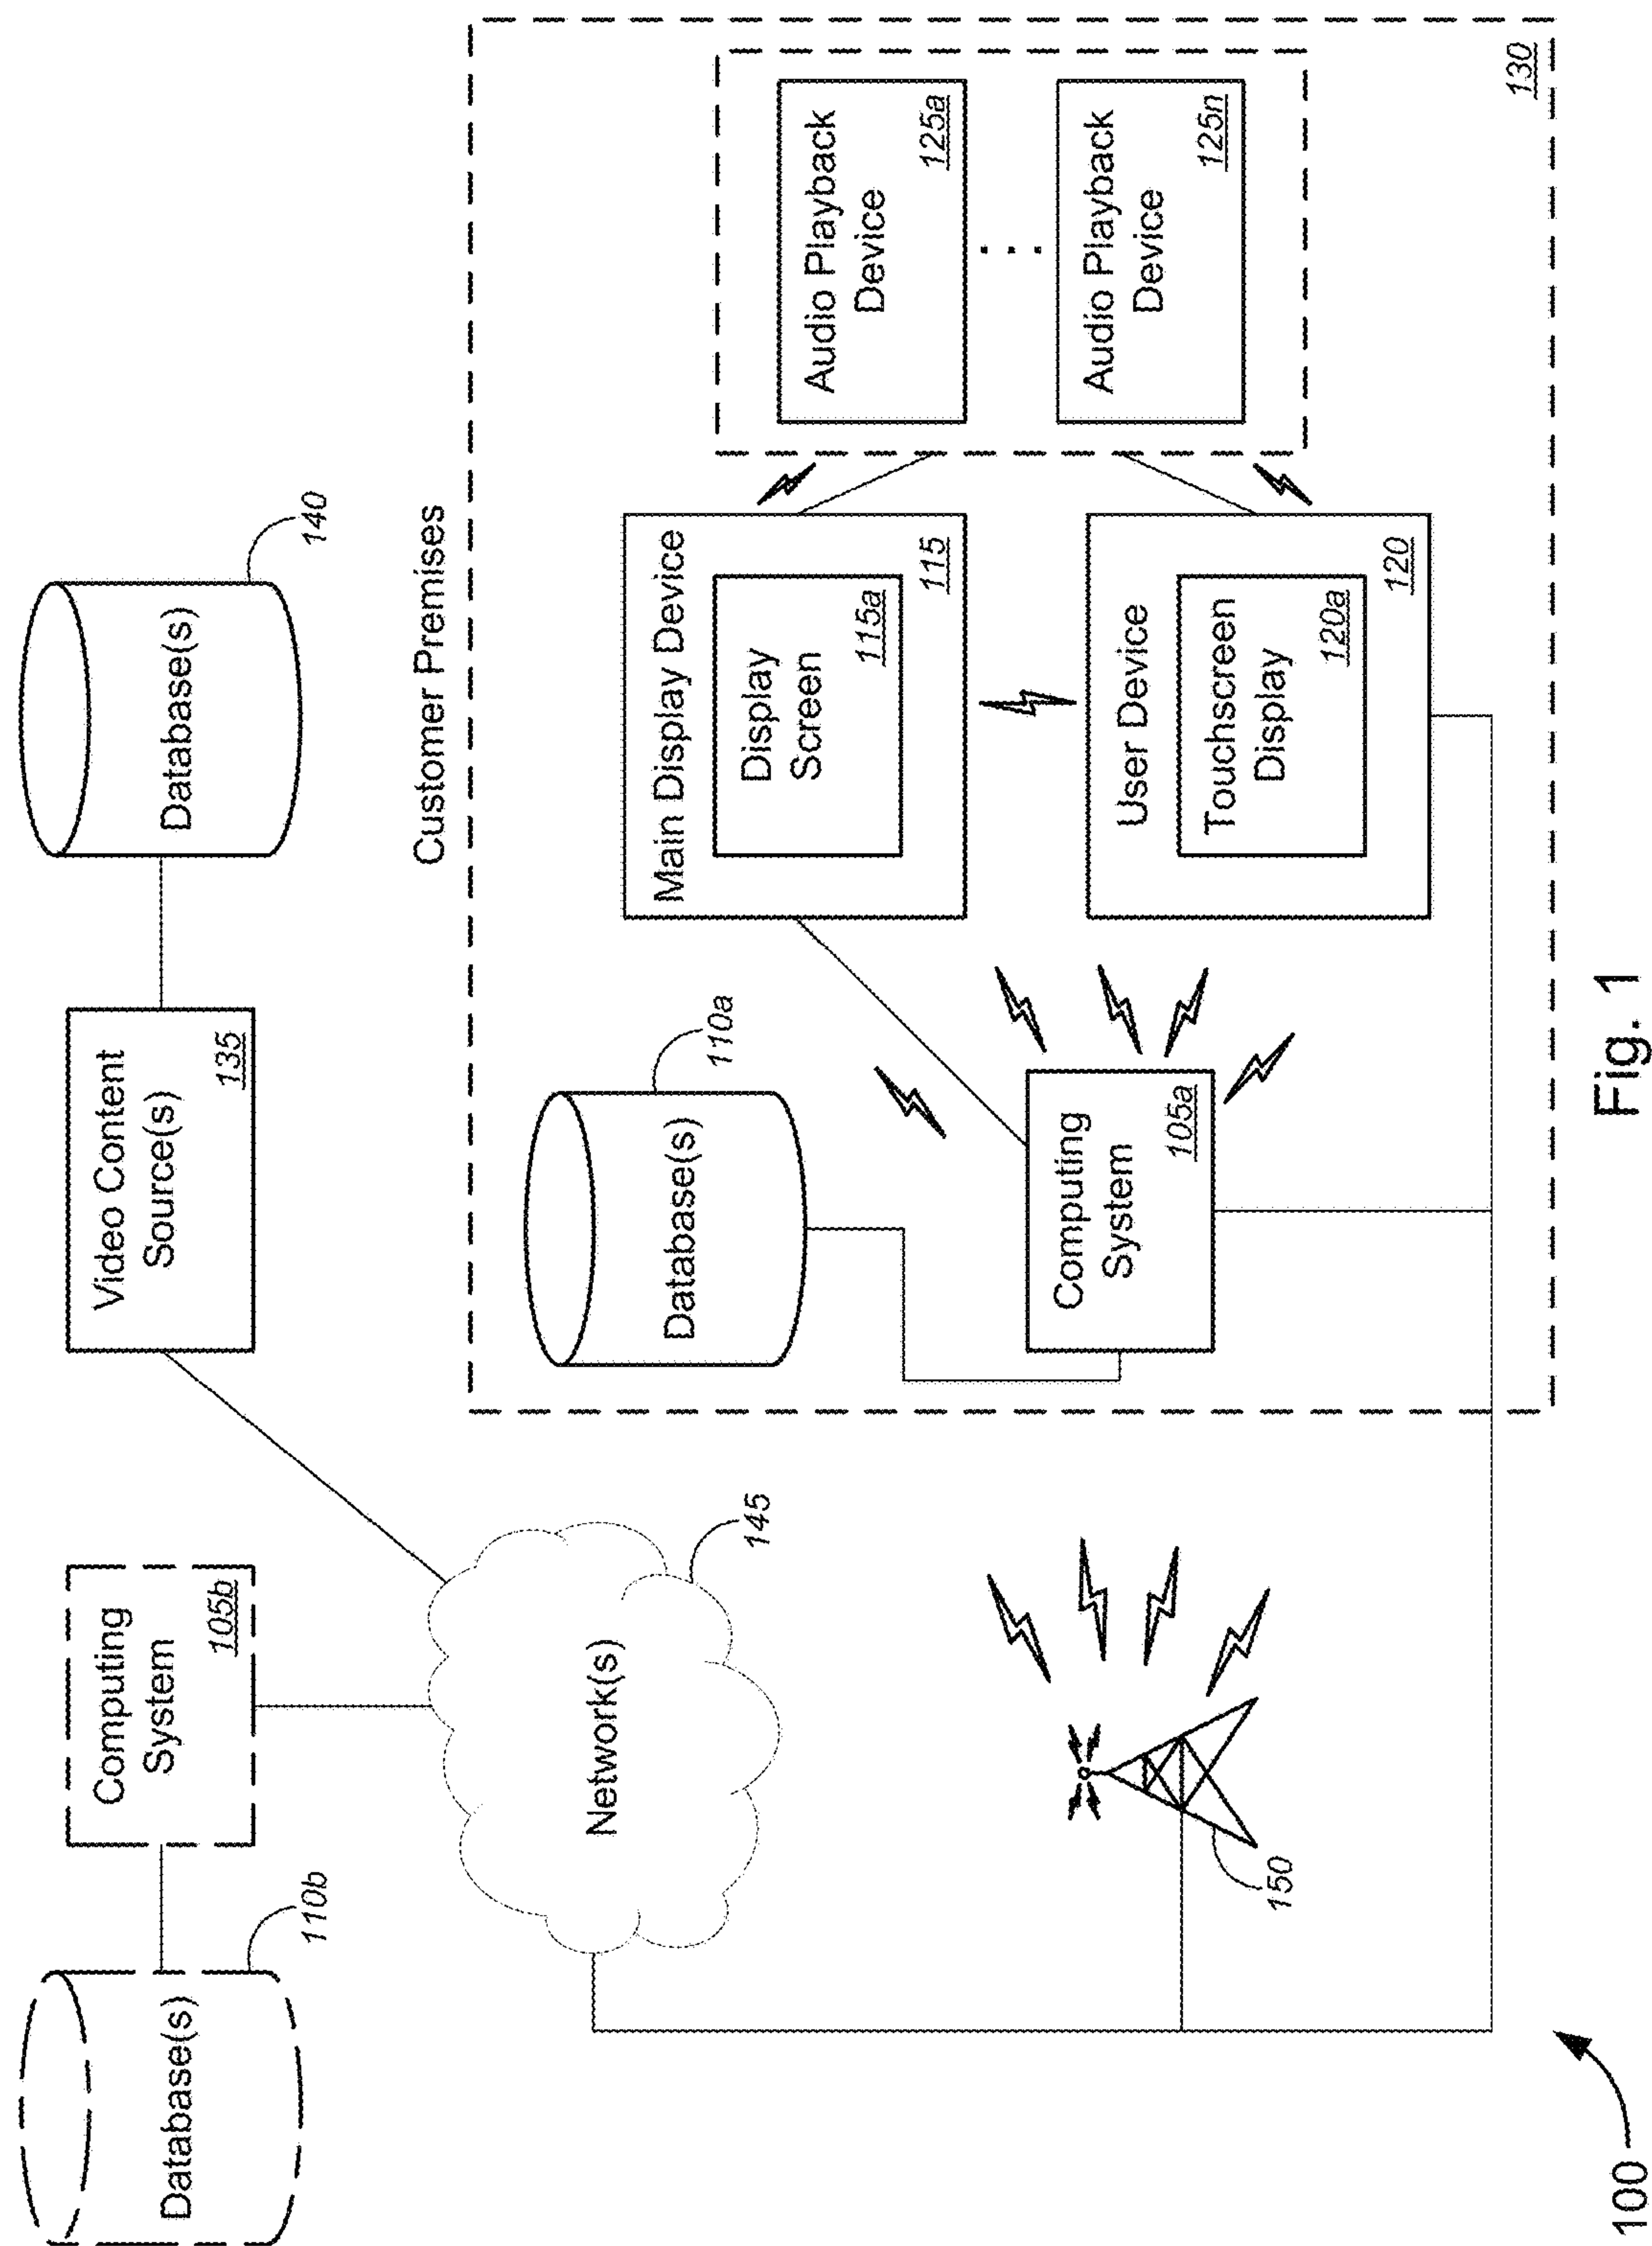 Database(s)
110b
Computing
System
105b
Video Content
Source(s)
135
Database(s)
140
Network(s)
145
150
Customer Premises
Database(s)
110a
Computing
System
105a
Main Display Device
Display
Screen
115a
115
User Device
Touchscreen
Display
120a
120
Audio Playback
Device
125a
. . .
Audio Playback
Device
125n
130
100
Fig. 1